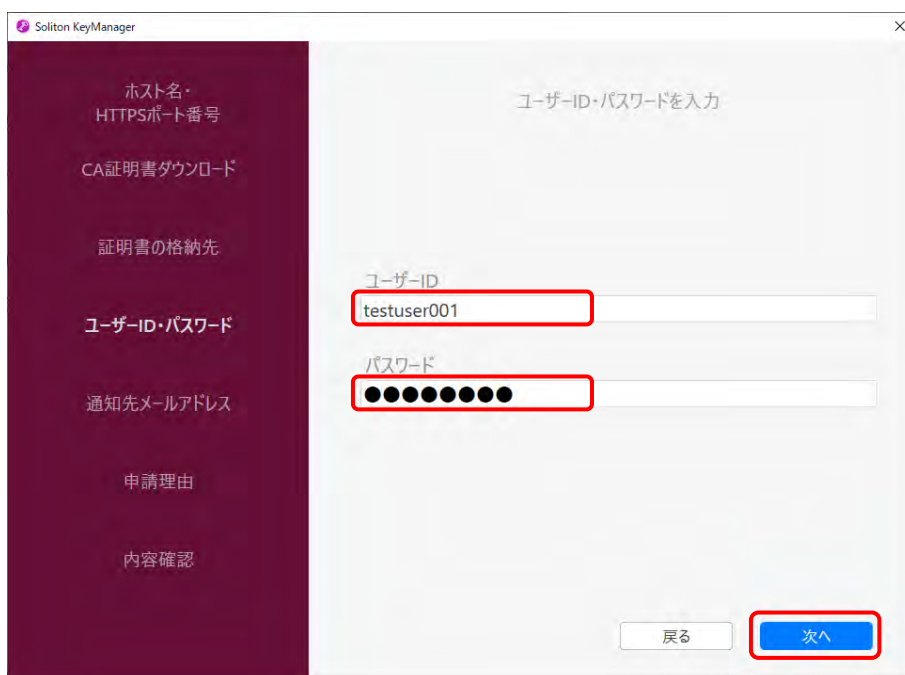 Soliton KeyManager
ホスト名・
HTTPSポート番号
CA証明書ダウンロード
証明書の格納先
ユーザーID・パスワード
通知先メールアドレス
申請理由
内容確認
ユーザーID・パスワードを入力
ユーザーID
testuser001
パスワード
●●●●●●●●
戻る
次へ